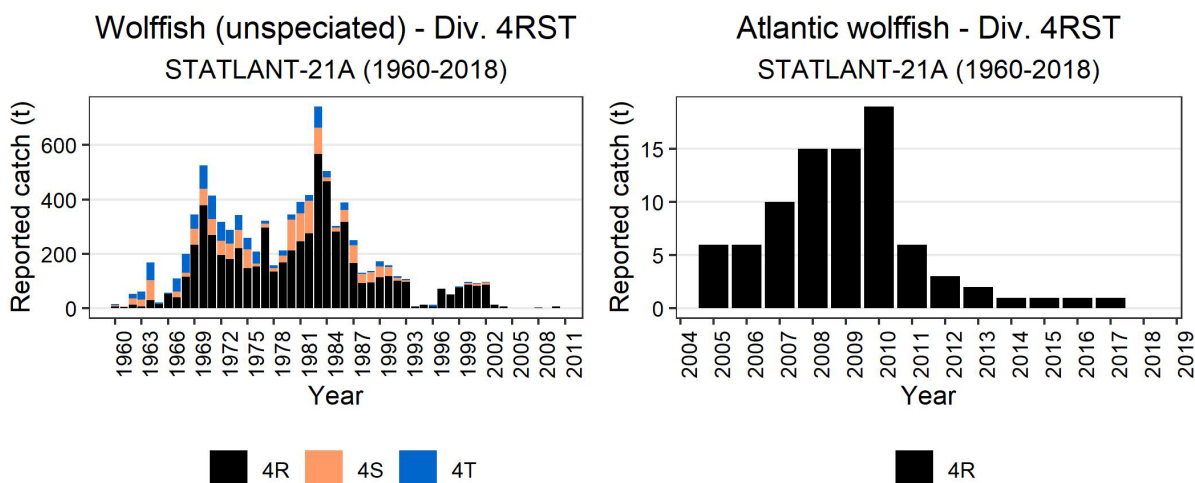 Wolffish (unspeciated) - Div. 4RST
STATLANT-21A (1960-2018)
Reported catch (t)
600
400
200
0
1960 1963 1966 1969 1972 1975 1978 1981 1984 1987 1990 1993 1996 1999 2002 2005 2008 2011
Year
4R 4S 4T
Atlantic wolffish - Div. 4RST
STATLANT-21A (1960-2018)
Reported catch (t)
15
10
5
0
2004 2005 2006 2007 2008 2009 2010 2011 2012 2013 2014 2015 2016 2017 2018 2019
Year
4R